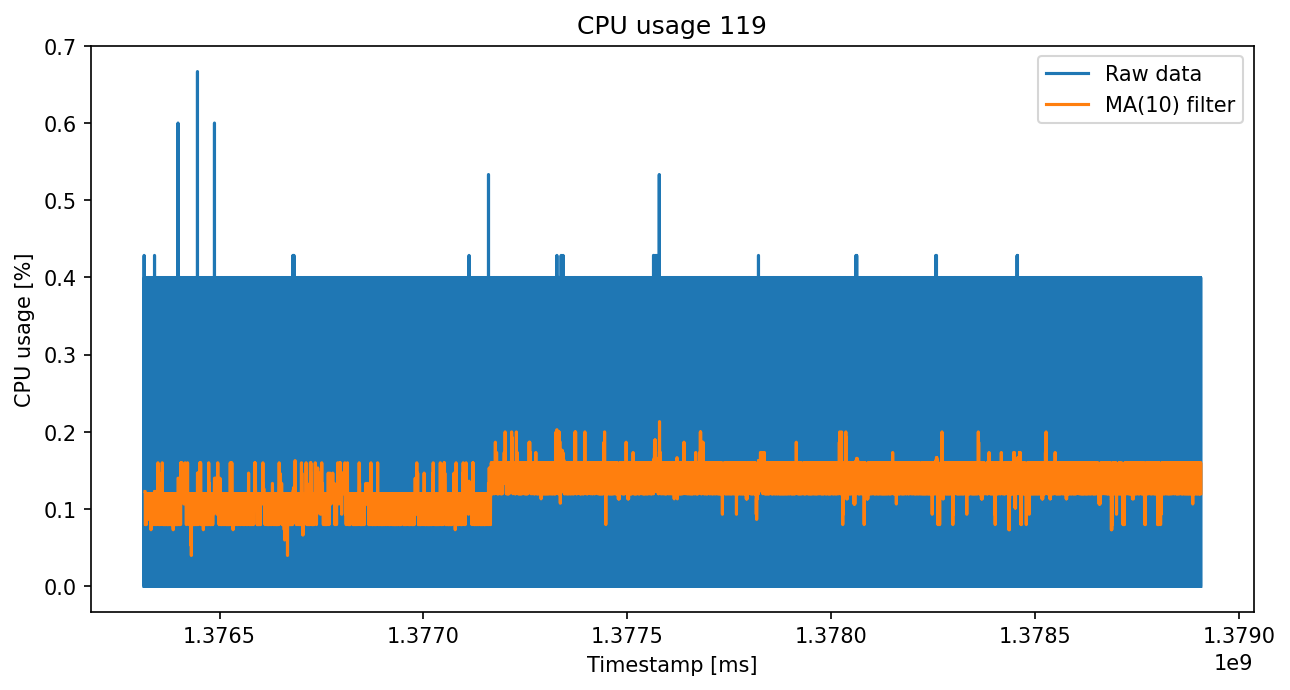 CPU usage 119
Raw data
MA(10) filter
CPU usage [%]
0.7
0.6
0.5
0.4
0.3
0.2
0.1
0.0
1.3765 1.3770 1.3775 1.3780 1.3785 1.3790
1e9
Timestamp [ms]